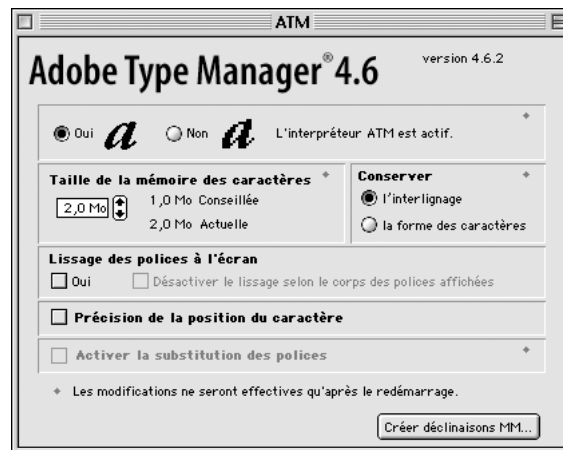 ATM
Adobe Type Manager®4.6
version 4.6.2
Oui a Non a L'interpréteur ATM est actif.
Taille de la mémoire des caractères
2,0 Mo
1,0 Mo Conseillée
2,0 Mo Actuelle
Conserver
l'interlignage
la forme des caractères
Lissage des polices à l'écran
Oui Désactiver le lissage selon le corps des polices affichées
Précision de la position du caractère
Activer la substitution des polices
Les modifications ne seront effectives qu'après le redémarrage.
Créer déclinaisons MM...